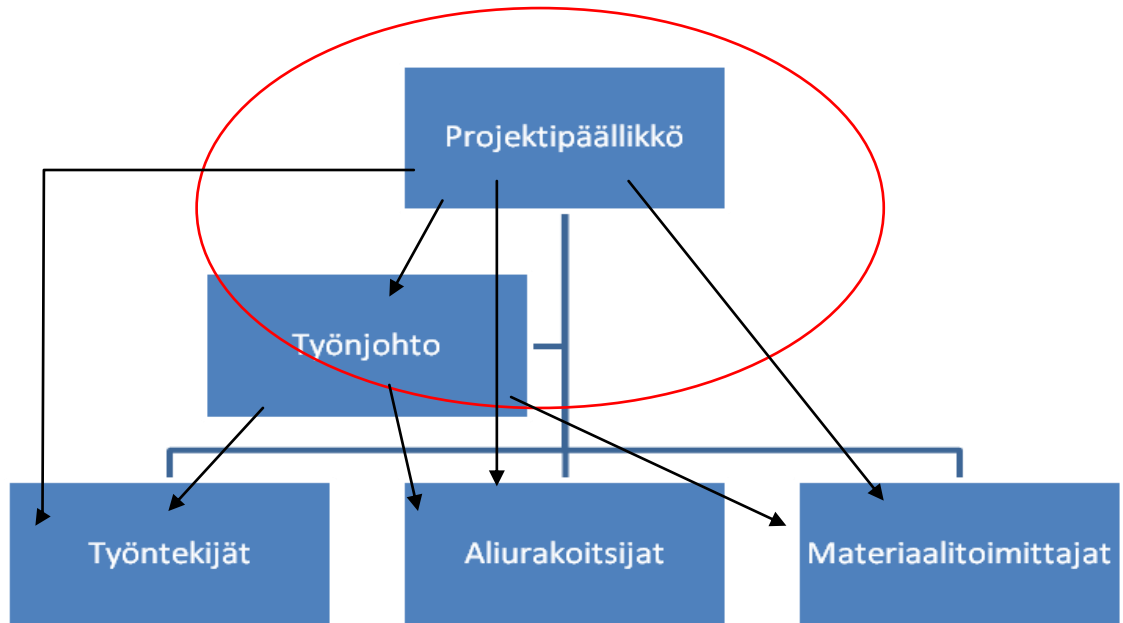 Projektipäällikkö
Työnjohto
Työntekijät
Aliurakoitsijat
Materiaalitoimittajat